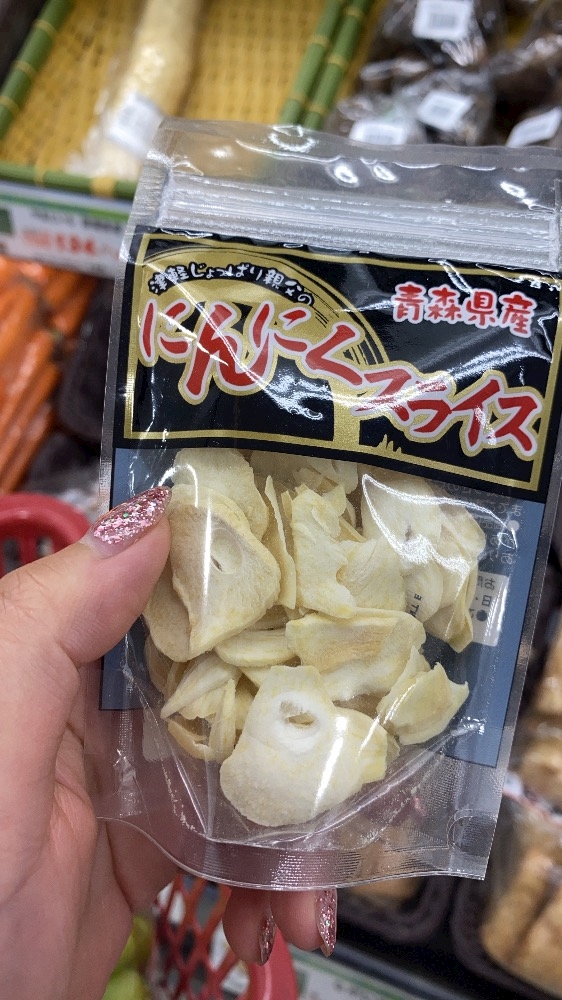 津軽じょっぱり親父の
青森県産
にんにくスライス